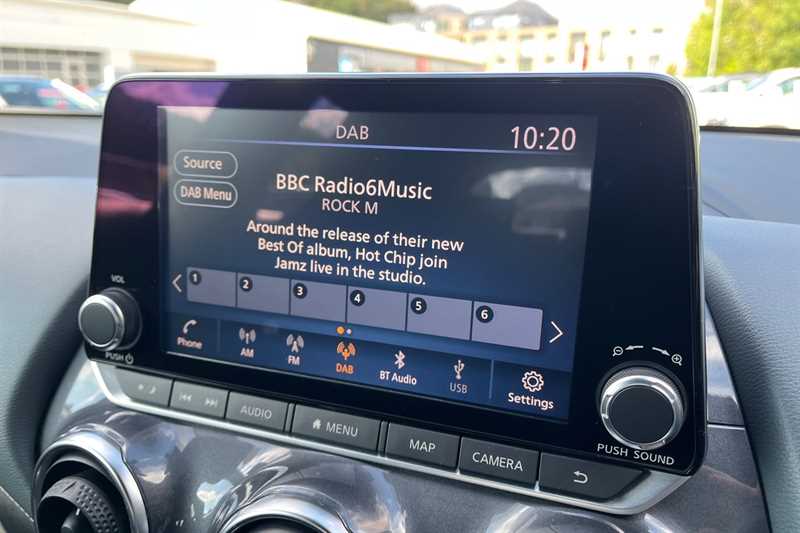 DAB
10:20
Source
DAB Menu
BBC Radio6Music
ROCK M
Around the release of their new
Best Of album, Hot Chip join
Jamz live in the studio.
1 2 3 4 5 6
Phone AM FM DAB BT Audio USB Settings
VOL
PUSH
PUSH SOUND
AUDIO MENU MAP CAMERA